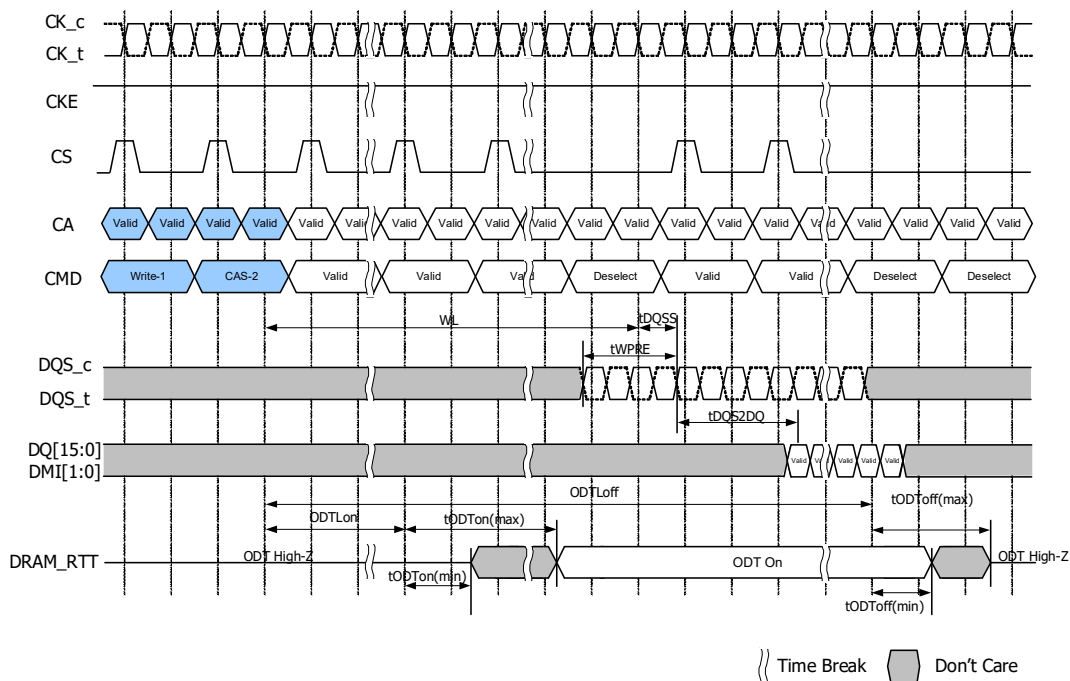 CK_c
CK_t
CKE
CS
CA
Valid Valid Valid Valid Valid Valid Valid Valid Valid Valid Valid Valid Valid Valid Valid Valid Valid Valid Valid Valid
CMD
Write-1 CAS-2 Valid Valid Valid Deselect Valid Valid Deselect Deselect
WL tDQSS
tWPRE
DQS_c
DQS_t
tDQS2DQ
DQ[15:0]
DMI[1:0]
Valid Valid Valid Valid Valid
ODTLoff
tODToff(max)
ODTLon tODTon(max)
DRAM_RTT
ODT High-Z ODT On ODT High-Z
tODTon(min)
tODToff(min)
Time Break Don't Care